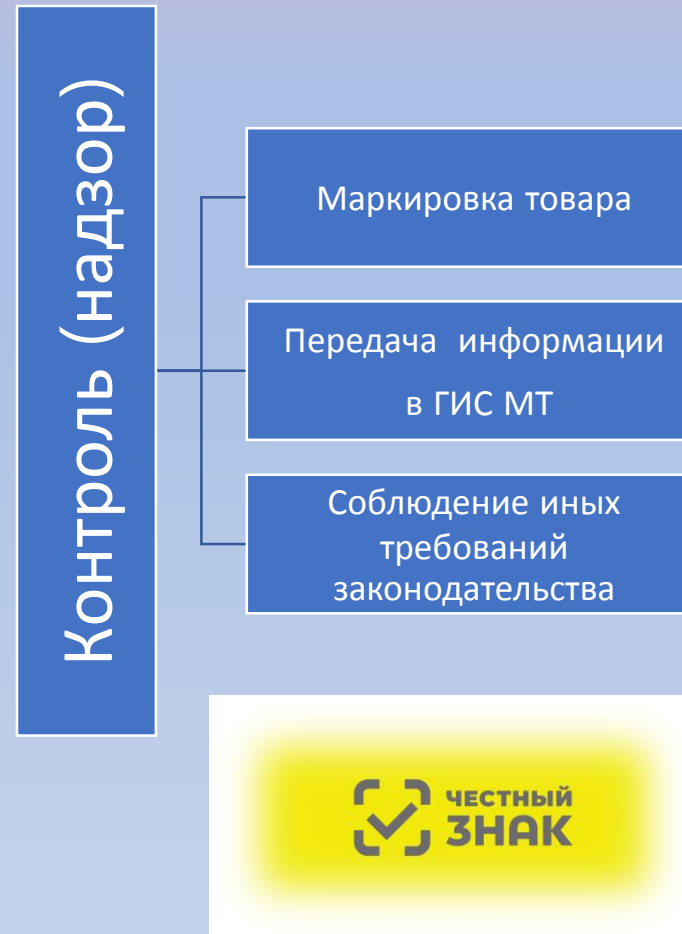 Контроль (надзор)
Маркировка товара
Передача информации
в ГИС МТ
Соблюдение иных
требований
законодательства
ЧЕСТНЫЙ
ЗНАК